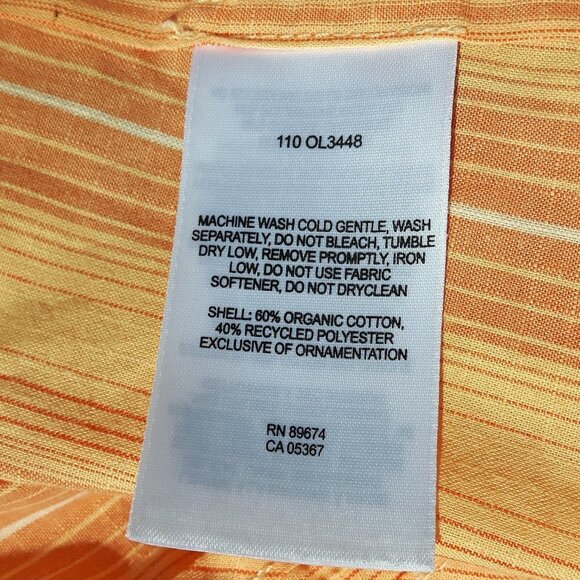 110 OL3448
MACHINE WASH COLD GENTLE, WASH
SEPARATELY, DO NOT BLEACH, TUMBLE
DRY LOW, REMOVE PROMPTLY, IRON
LOW, DO NOT USE FABRIC
SOFTENER, DO NOT DRYCLEAN
SHELL: 60% ORGANIC COTTON,
40% RECYCLED POLYESTER
EXCLUSIVE OF ORNAMENTATION
RN 89674
CA 05367